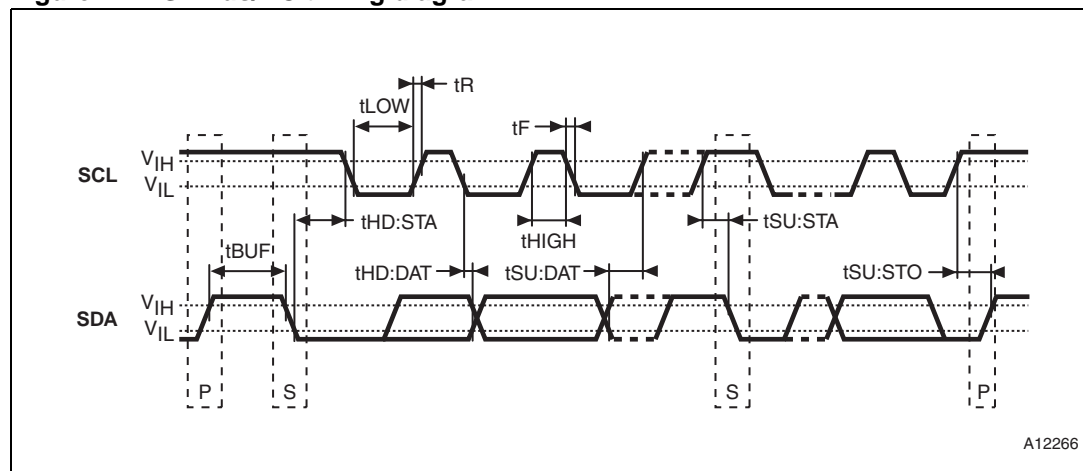 tR
tLOW
tF
VIH
SCL
VIL
tHD:STA
tSU:STA
tHIGH
tBUF
tHD:DAT
tSU:DAT
tSU:STO
VIH
SDA
VIL
P
S
S
P
A12266